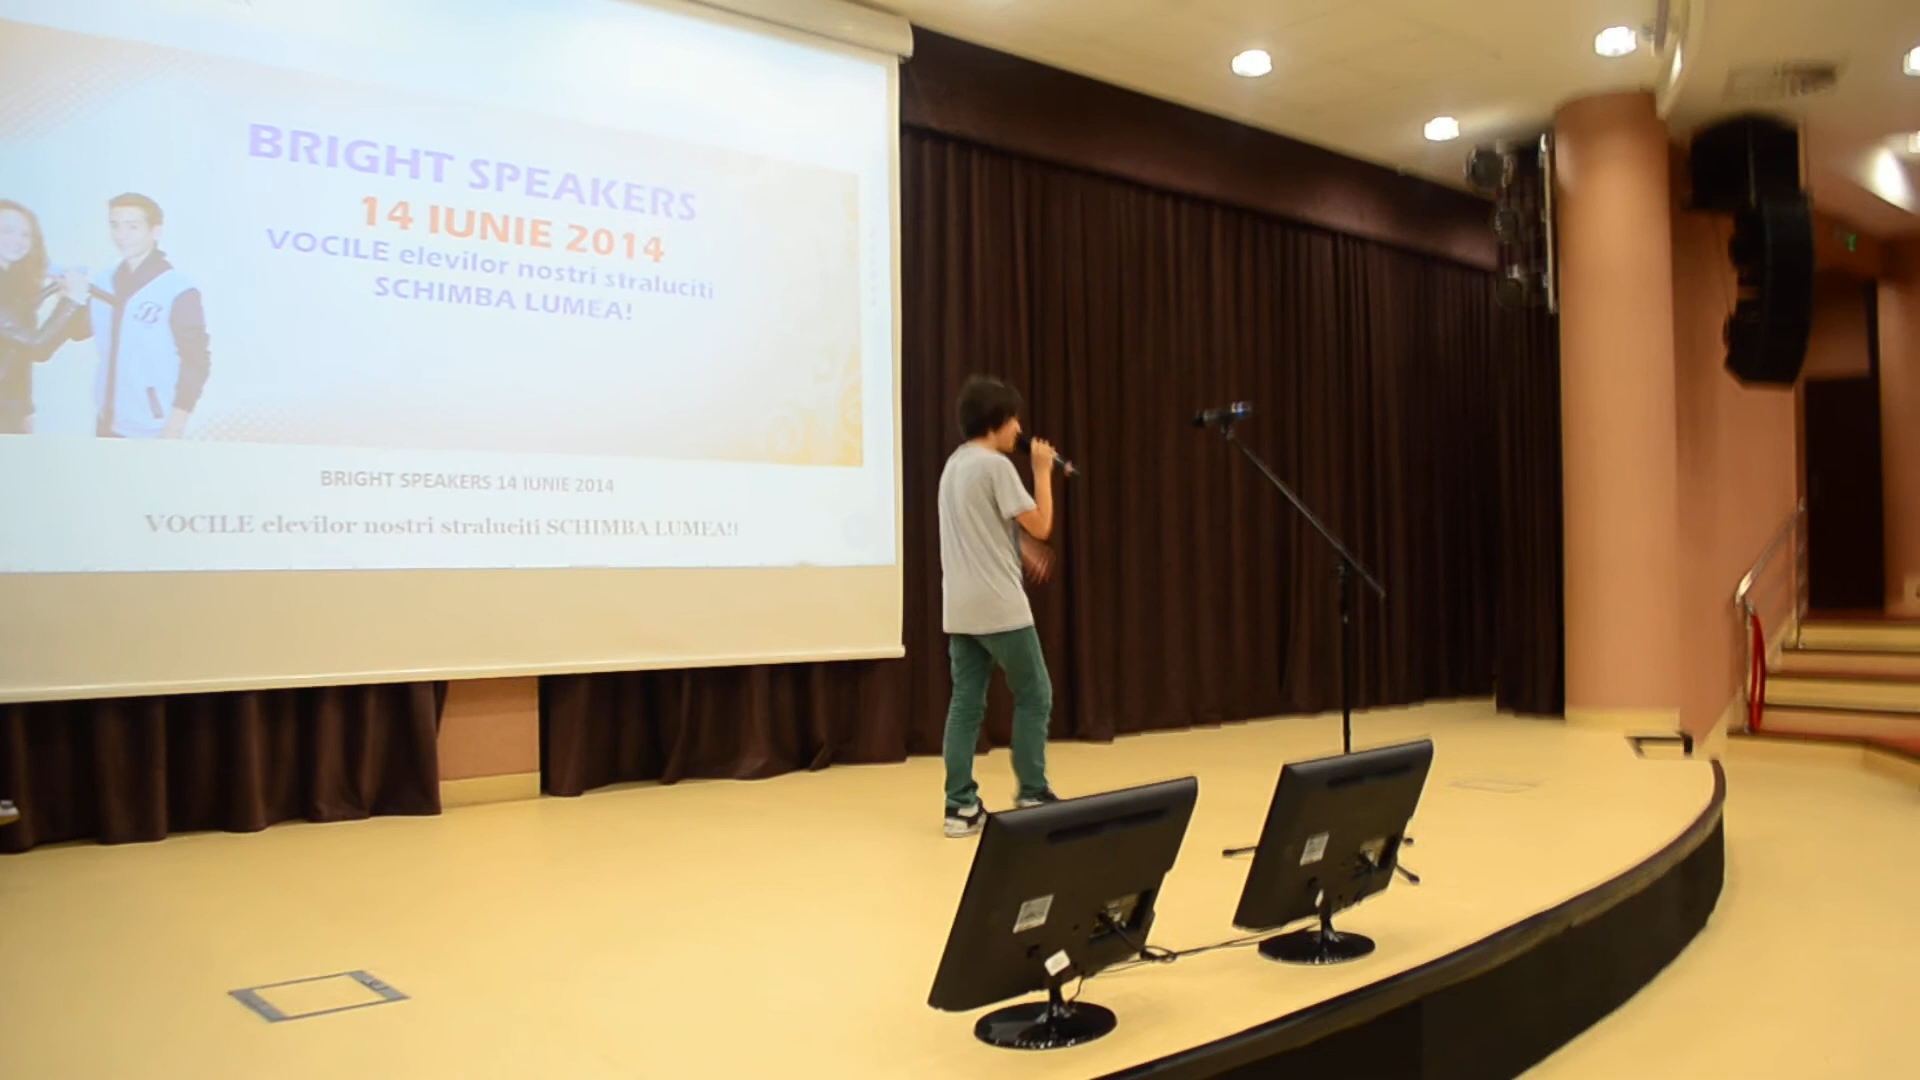 BRIGHT SPEAKERS
14 IUNIE 2014
VOCILE elevilor nostri straluciti
SCHIMBA LUMEA!
B
BRIGHT SPEAKERS 14 IUNIE 2014
VOCILE elevilor nostri straluciti SCHIMBA LUMEA!!